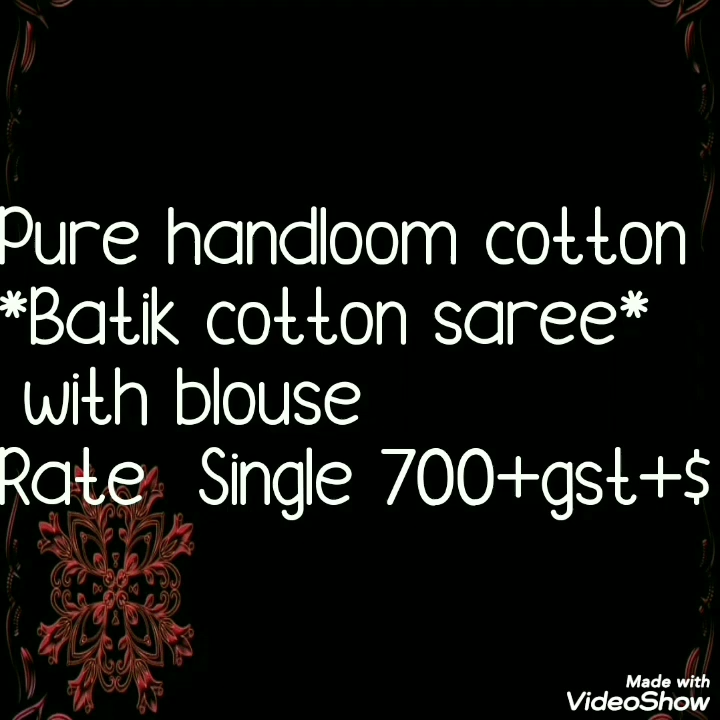 Pure handloom cotton
*Batik cotton saree*
with blouse
Rate Single 700+gst+$
Made with
VideoShow